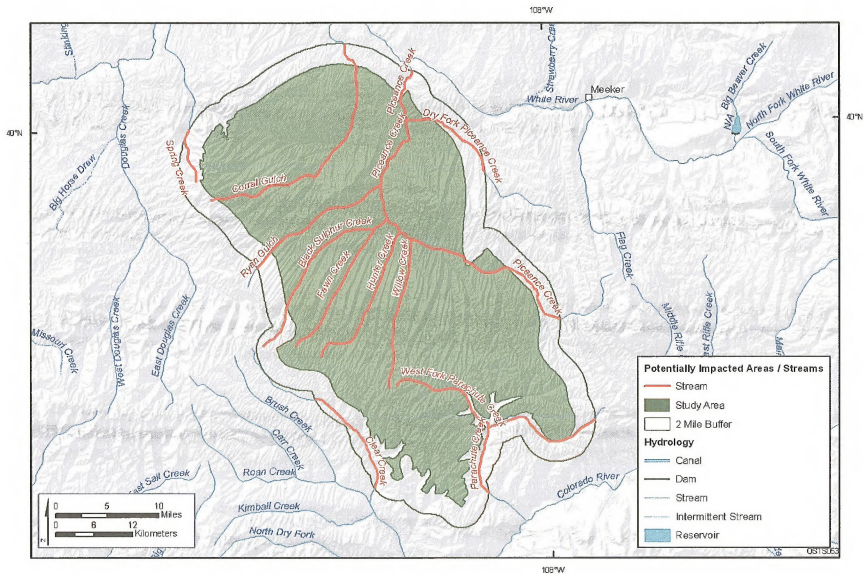 108°W
Strawberry Creek
Big Beaver Creek
Meeker
White River
North Fork White River
N/A
South Fork White River
40°N
40°N
Douglas Creek
Big Horse Draw
Spring Creek
Piceance Creek
Dry Fork Piceance Creek
Piceance Creek
Corral Gulch
Ryan Gulch
Black Sulphur Creek
Fawn Creek
Hunter Creek
Willow Creek
Piceance Creek
Flag Creek
Middle Rifle
East Rifle Creek
Missouri Creek
West Douglas Creek
East Douglas Creek
West Fork Parachute Creek
Parachute Creek
Clear Creek
Brush Creek
Carr Creek
Roan Creek
East Salt Creek
Kimball Creek
North Dry Fork
Big
Colorado River
Potentially Impacted Areas / Streams
Stream
Study Area
2 Mile Buffer
Hydrology
Canal
Dam
Stream
Intermittent Stream
Reservoir
0 5 10
Miles
0 6 12
Kilometers
z
OSTS053
108°W